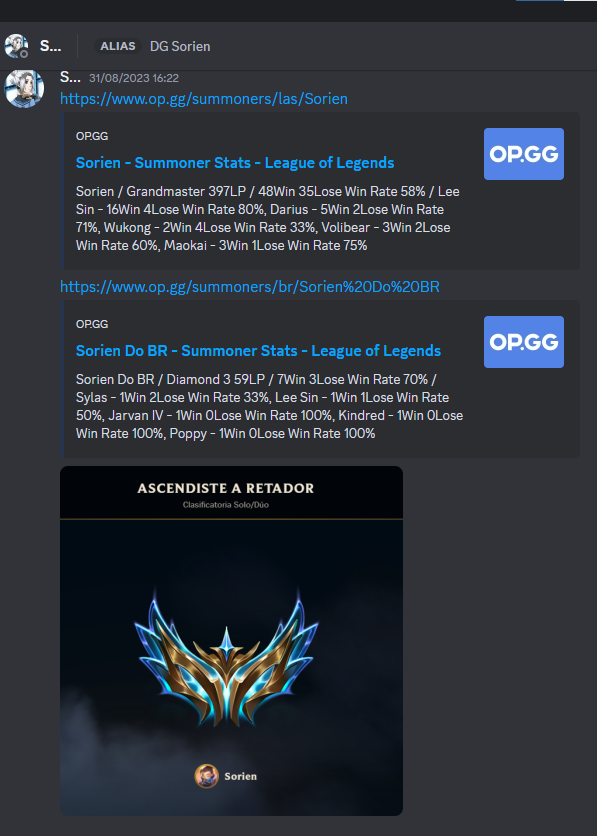 S... ALIAS DG Sorien
S... 31/08/2023 16:22
https://www.op.gg/summoners/las/Sorien
OP.GG
OP.GG
Sorien - Summoner Stats - League of Legends
Sorien / Grandmaster 397LP / 48Win 35Lose Win Rate 58% / Lee
Sin - 16Win 4Lose Win Rate 80%, Darius - 5Win 2Lose Win Rate
71%, Wukong - 2Win 4Lose Win Rate 33%, Volibear - 3Win 2Lose
Win Rate 60%, Maokai - 3Win 1Lose Win Rate 75%
https://www.op.gg/summoners/br/Sorien%20Do%20BR
OP.GG
OP.GG
Sorien Do BR - Summoner Stats - League of Legends
Sorien Do BR / Diamond 3 59LP / 7Win 3Lose Win Rate 70% /
Sylas - 1Win 2Lose Win Rate 33%, Lee Sin - 1Win 1Lose Win Rate
50%, Jarvan IV - 1Win 0Lose Win Rate 100%, Kindred - 1Win 0Lose
Win Rate 100%, Poppy - 1Win 0Lose Win Rate 100%
ASCENDISTE A RETADOR
Clasificatoria Solo/Dúo
Sorien